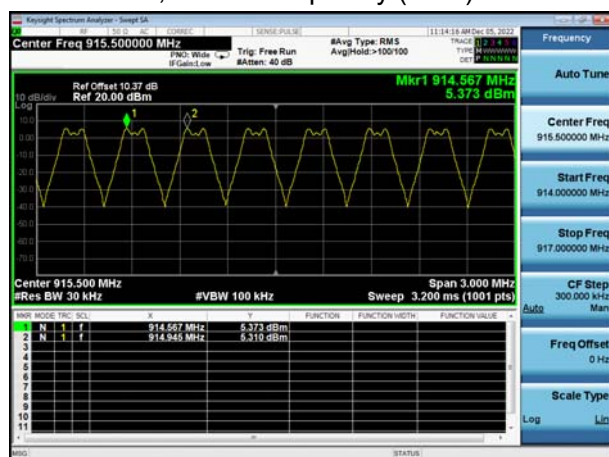 Keysight Spectrum Analyzer - Swept SA
RF 50 Ω AC CORREC SENSE:PULSE 11:14:16 AM Dec 05, 2022
Center Freq 915.500000 MHz
PNO: Wide
IFGain:Low
Trig: Free Run
#Atten: 40 dB
#Avg Type: RMS
Avg|Hold:>100/100
TRACE 1 2 3 4 5 6
TYPE M W W W W W
DET P N N N N N
Ref Offset 10.37 dB
Ref 20.00 dBm
10 dB/div
Log
Mkr1 914.567 MHz
5.373 dBm
10.0
0.00
-10.0
-20.0
-30.0
-40.0
-50.0
-60.0
-70.0
1
2
Center 915.500 MHz
#Res BW 30 kHz
#VBW 100 kHz
Span 3.000 MHz
Sweep 3.200 ms (1001 pts)
MKR MODE TRC SCL X Y FUNCTION FUNCTION WIDTH FUNCTION VALUE
1 N 1 f 914.567 MHz 5.373 dBm
2 N 1 f 914.945 MHz 5.310 dBm
3
4
5
6
7
8
9
10
11
MSG STATUS
Frequency
Auto Tune
Center Freq
915.500000 MHz
Start Freq
914.000000 MHz
Stop Freq
917.000000 MHz
CF Step
300.000 kHz
Auto Man
Freq Offset
0 Hz
Scale Type
Log Lin